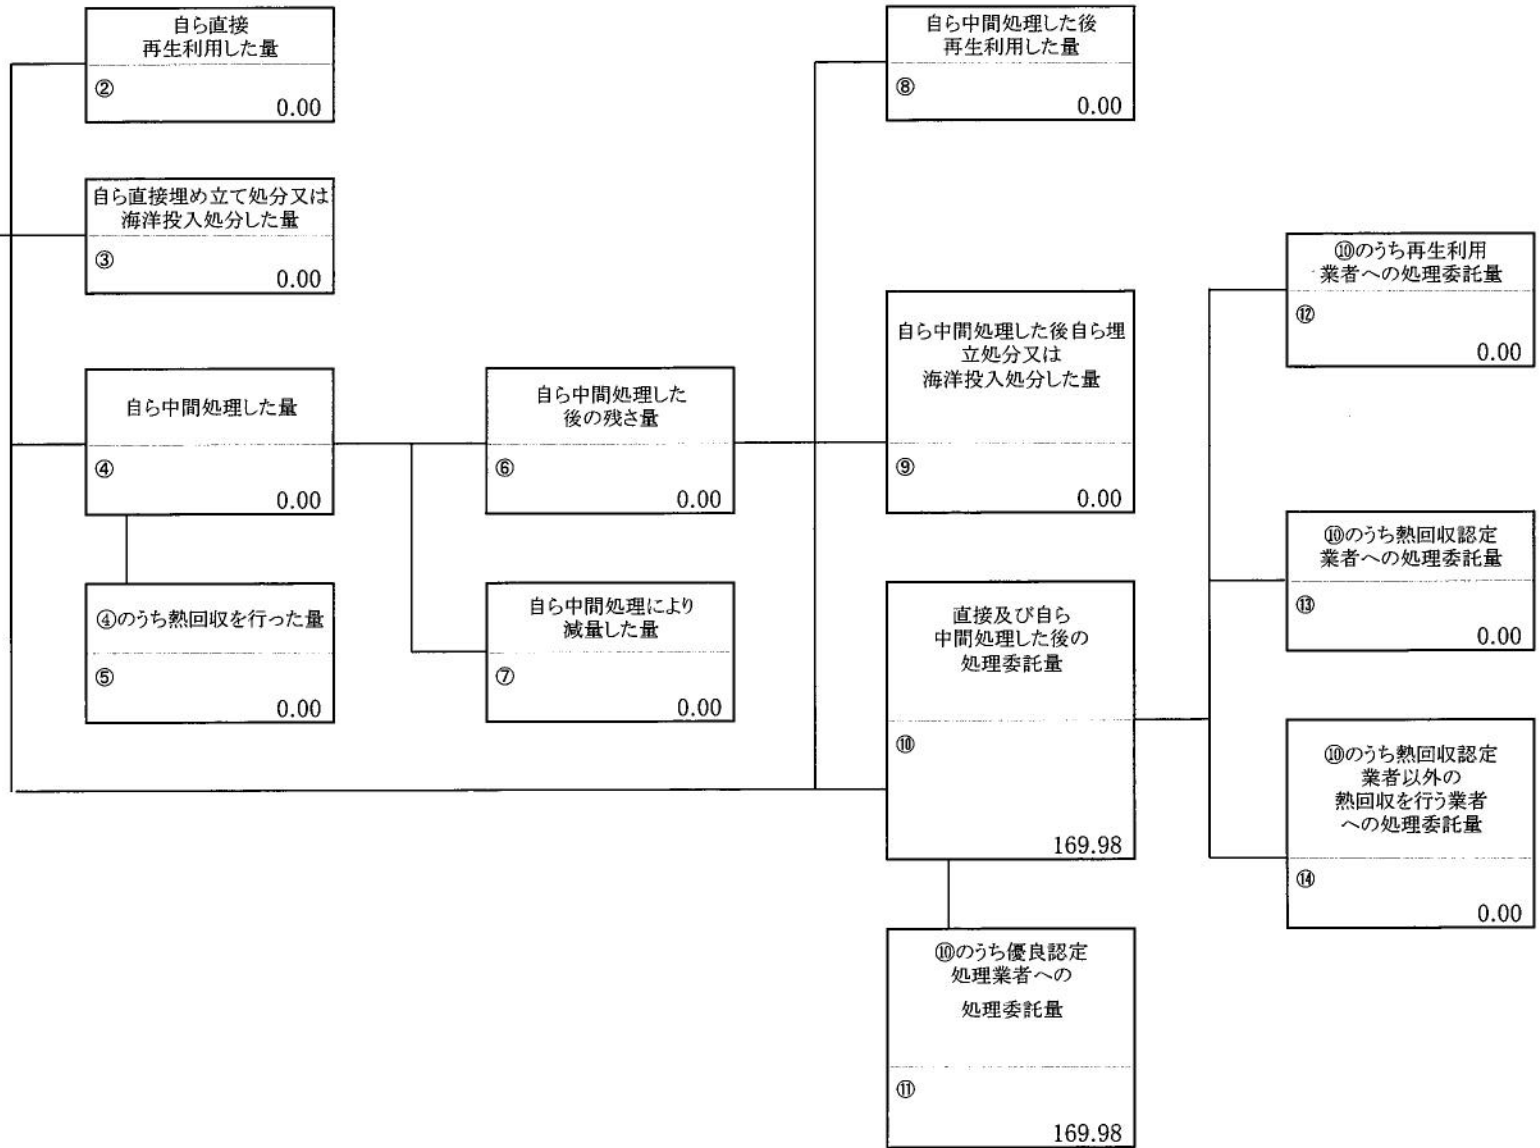 自ら直接
再生利用した量
②
0.00
自ら直接埋め立て処分又は
海洋投入処分した量
③
0.00
自ら中間処理した量
④
0.00
④のうち熱回収を行った量
⑤
0.00
自ら中間処理した
後の残さ量
⑥
0.00
自ら中間処理により
減量した量
⑦
0.00
自ら中間処理した後
再生利用した量
⑧
0.00
自ら中間処理した後自ら埋
立処分又は
海洋投入処分した量
⑨
0.00
直接及び自ら
中間処理した後の
処理委託量
⑩
169.98
⑩のうち優良認定
処理業者への
処理委託量
⑪
169.98
⑩のうち再生利用
業者への処理委託量
⑫
0.00
⑩のうち熱回収認定
業者への処理委託量
⑬
0.00
⑩のうち熱回収認定
業者以外の
熱回収を行う業者
への処理委託量
⑭
0.00